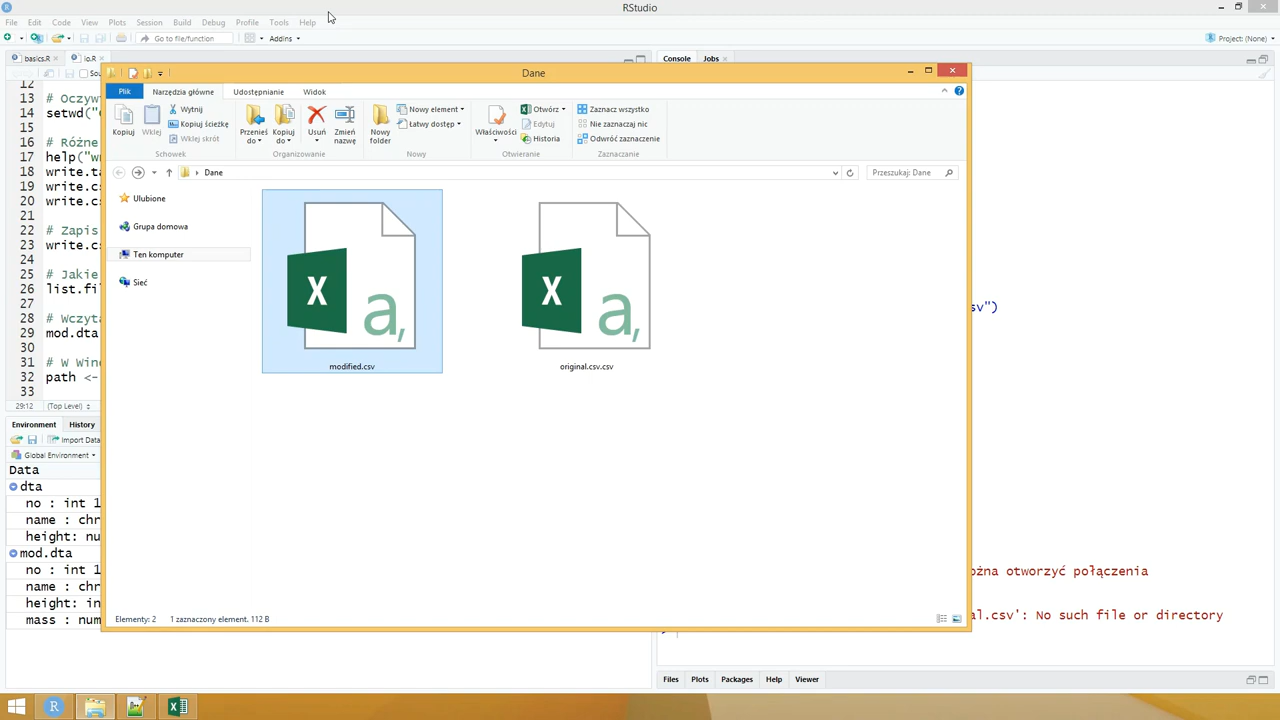 RStudio
File Edit Code View Plots Session Build Debug Profile Tools Help
Go to file/function Addins Project: (None)
basics.R io.R Console Jobs
Dane
Plik Narzędzia główne Udostępnianie Widok
Kopiuj Wklej Wytnij Kopiuj ścieżkę Wklej skrót
Schowek
Przenieś do Kopiuj do Usuń Zmień nazwę
Organizowanie
Nowy folder Nowy element Łatwy dostęp
Nowy
Właściwości Otwórz Edytuj Historia
Otwieranie
Zaznacz wszystko
Nie zaznaczaj nic
Odwróć zaznaczenie
Zaznaczanie
Dane Przeszukaj: Dane
Ulubione
Grupa domowa
Ten komputer
Sieć
X a,
X a,
modified.csv original.csv.csv
Elementy: 2 1 zaznaczony element. 112 B
12
13 # Oczyw
14 setwd("
15
16 # Różne
17 help("w
18 write.ta
19 write.cs
20 write.cs
21
22 # Zapis
23 write.cs
24
25 # Jakie
26 list.fi
27
28 # Wczyta
29 mod.dta
30
31 # W Win
32 path <-
33
29:12 (Top Level)
Environment History
Import Data
Global Environment
Data
dta
no : int 1
name : chr
height: nu
mod.dta
no : int 1
name : chr
height: in
mass : num
sv")
ożna otworzyć połączenia
al.csv': No such file or directory
>
Files Plots Packages Help Viewer